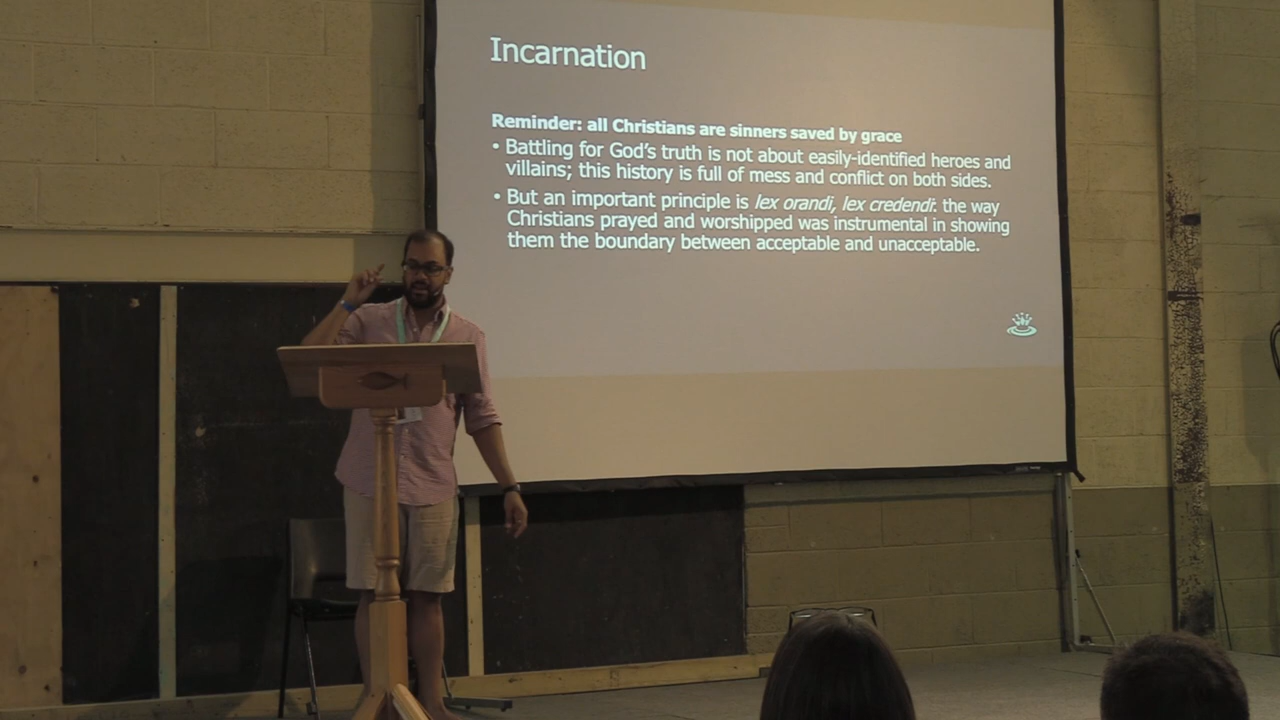 Incarnation
Reminder: all Christians are sinners saved by grace
• Battling for God's truth is not about easily-identified heroes and
villains; this history is full of mess and conflict on both sides.
• But an important principle is lex orandi, lex credendi: the way
Christians prayed and worshipped was instrumental in showing
them the boundary between acceptable and unacceptable.